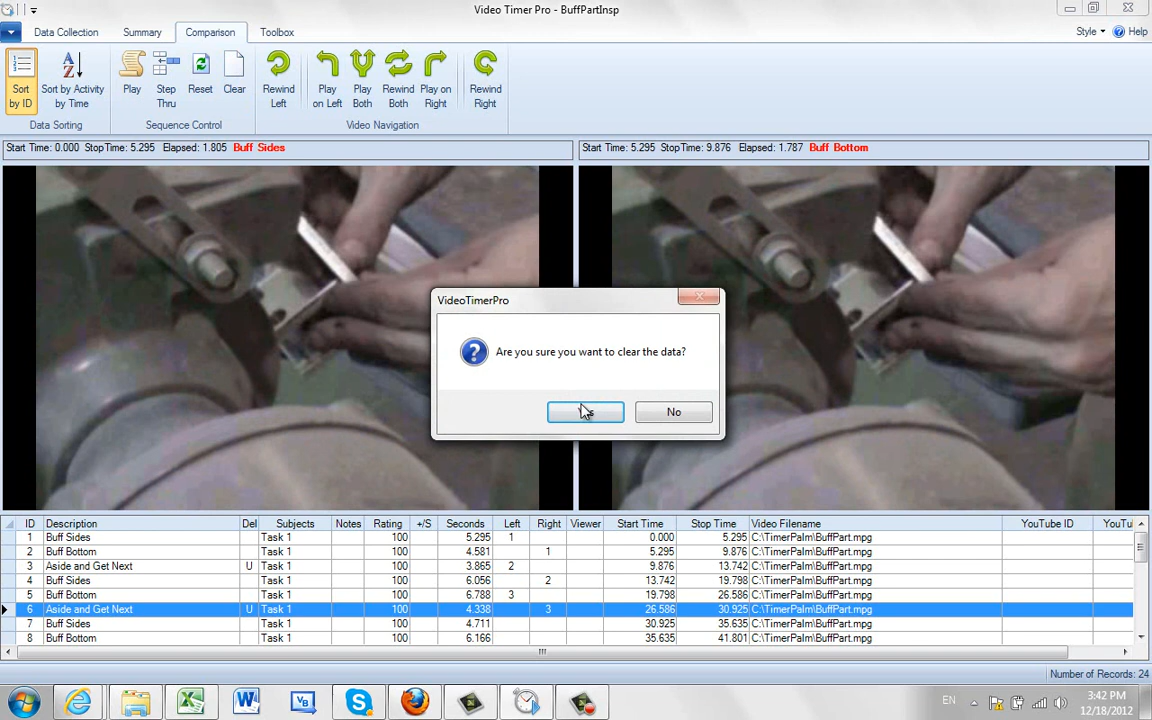 Video Timer Pro - BuffPartInsp
Data Collection Summary Comparison Toolbox Style Help
Sort by ID
Sort by Activity by Time
Play
Step Thru
Reset
Clear
Rewind Left
Play on Left
Play Both
Rewind Both
Play on Right
Rewind Right
Data Sorting Sequence Control Video Navigation
Start Time: 0.000 StopTime: 5.295 Elapsed: 1.805 Buff Sides
Start Time: 5.295 StopTime: 9.876 Elapsed: 1.787 Buff Bottom
VideoTimerPro
Are you sure you want to clear the data?
No
ID Description Del Subjects Notes Rating +/S Seconds Left Right Viewer Start Time Stop Time Video Filename YouTube ID YouTu
1 Buff Sides Task 1 100 5.295 1 0.000 5.295 C:\TimerPalm\BuffPart.mpg
2 Buff Bottom Task 1 100 4.581 1 5.295 9.876 C:\TimerPalm\BuffPart.mpg
3 Aside and Get Next U Task 1 100 3.865 2 9.876 13.742 C:\TimerPalm\BuffPart.mpg
4 Buff Sides Task 1 100 6.056 2 13.742 19.798 C:\TimerPalm\BuffPart.mpg
5 Buff Bottom Task 1 100 6.788 3 19.798 26.586 C:\TimerPalm\BuffPart.mpg
6 Aside and Get Next U Task 1 100 4.338 3 26.586 30.925 C:\TimerPalm\BuffPart.mpg
7 Buff Sides Task 1 100 4.711 30.925 35.635 C:\TimerPalm\BuffPart.mpg
8 Buff Bottom Task 1 100 6.166 35.635 41.801 C:\TimerPalm\BuffPart.mpg
Number of Records: 24
EN
3:42 PM
12/18/2012